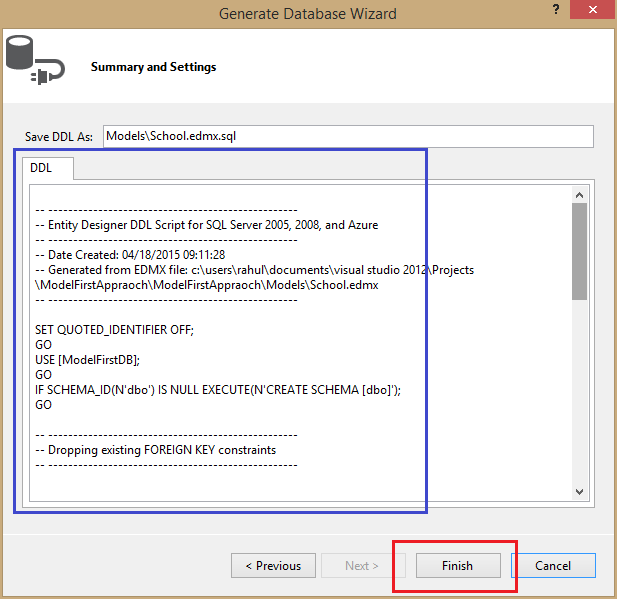 Generate Database Wizard
?
Summary and Settings
Save DDL As:
Models\School.edmx.sql
DDL
-- --------------------------------------------------
-- Entity Designer DDL Script for SQL Server 2005, 2008, and Azure
-- --------------------------------------------------
-- Date Created: 04/18/2015 09:11:28
-- Generated from EDMX file: c:\users\rahul\documents\visual studio 2012\Projects
\ModelFirstAppraoch\ModelFirstAppraoch\Models\School.edmx
-- --------------------------------------------------
SET QUOTED_IDENTIFIER OFF;
GO
USE [ModelFirstDB];
GO
IF SCHEMA_ID(N'dbo') IS NULL EXECUTE(N'CREATE SCHEMA [dbo]');
GO
-- --------------------------------------------------
-- Dropping existing FOREIGN KEY constraints
-- --------------------------------------------------
< Previous
Next >
Finish
Cancel